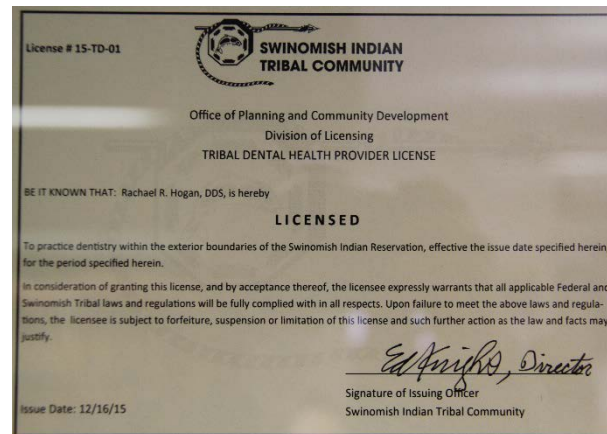 License # 15-TD-01
SWINOMISH INDIAN
TRIBAL COMMUNITY
Office of Planning and Community Development
Division of Licensing
TRIBAL DENTAL HEALTH PROVIDER LICENSE
BE IT KNOWN THAT: Rachael R. Hogan, DDS, is hereby
LICENSED
To practice dentistry within the exterior boundaries of the Swinomish Indian Reservation, effective the issue date specified herein,
for the period specified herein.
In consideration of granting this license, and by acceptance thereof, the licensee expressly warrants that all applicable Federal and
Swinomish Tribal laws and regulations will be fully complied with in all respects. Upon failure to meet the above laws and regula-
tions, the licensee is subject to forfeiture, suspension or limitation of this license and such further action as the law and facts may
justify.
Ed Knight, Director
Signature of Issuing Officer
Swinomish Indian Tribal Community
Issue Date: 12/16/15